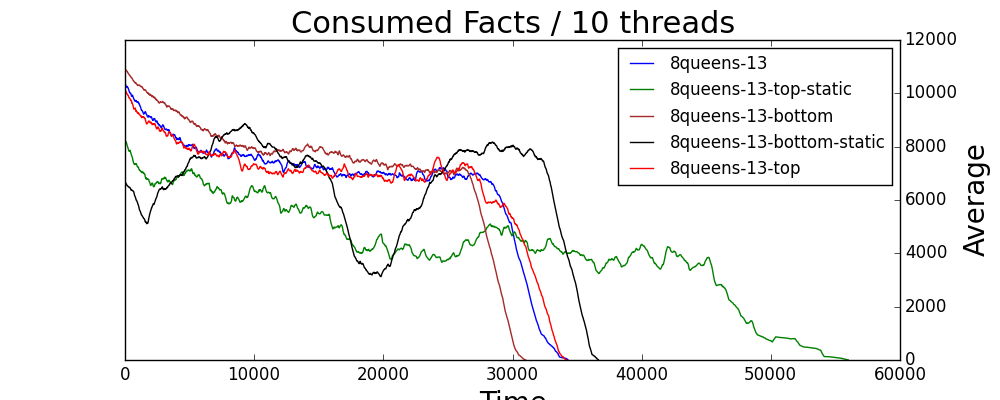 Consumed Facts / 10 threads
8queens-13
8queens-13-top-static
8queens-13-bottom
8queens-13-bottom-static
8queens-13-top
12000
10000
8000
6000
4000
2000
0
Average
0 10000 20000 30000 40000 50000 60000
Time